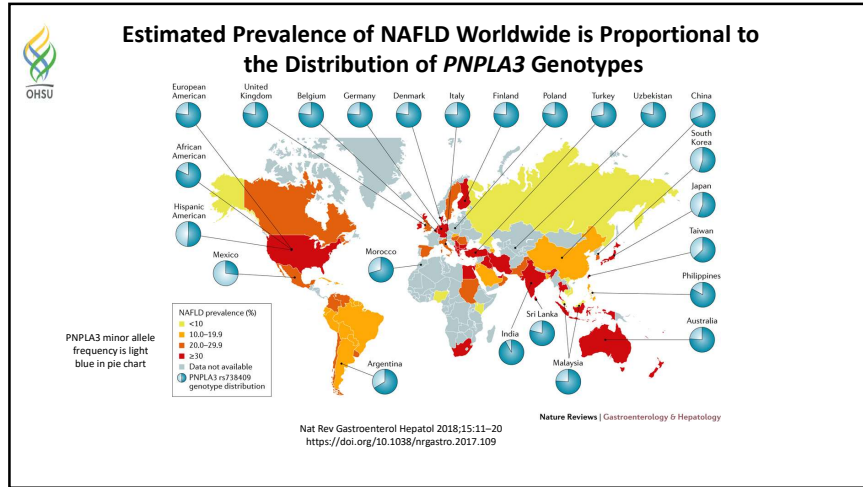 Estimated Prevalence of NAFLD Worldwide is Proportional to
the Distribution of PNPLA3 Genotypes
OHSU
European
American
United
Kingdom
Belgium
Germany
Denmark
Italy
Finland
Poland
Turkey
Uzbekistan
China
South
Korea
African
American
Japan
Hispanic
American
Taiwan
Mexico
Morocco
Philippines
NAFLD prevalence (%)
<10
10.0–19.9
20.0–29.9
≥30
Data not available
PNPLA3 rs738409
genotype distribution
PNPLA3 minor allele
frequency is light
blue in pie chart
Sri Lanka
India
Australia
Argentina
Malaysia
Nature Reviews | Gastroenterology & Hepatology
Nat Rev Gastroenterol Hepatol 2018;15:11–20
https://doi.org/10.1038/nrgastro.2017.109